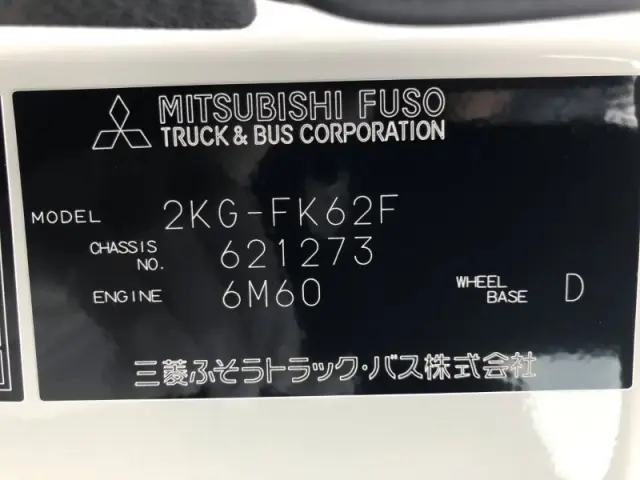 MITSUBISHI FUSO
TRUCK & BUS CORPORATION
MODEL 2KG-FK62F
CHASSIS NO. 621273
ENGINE 6M60 WHEEL BASE D
三菱ふそうトラック・バス株式会社